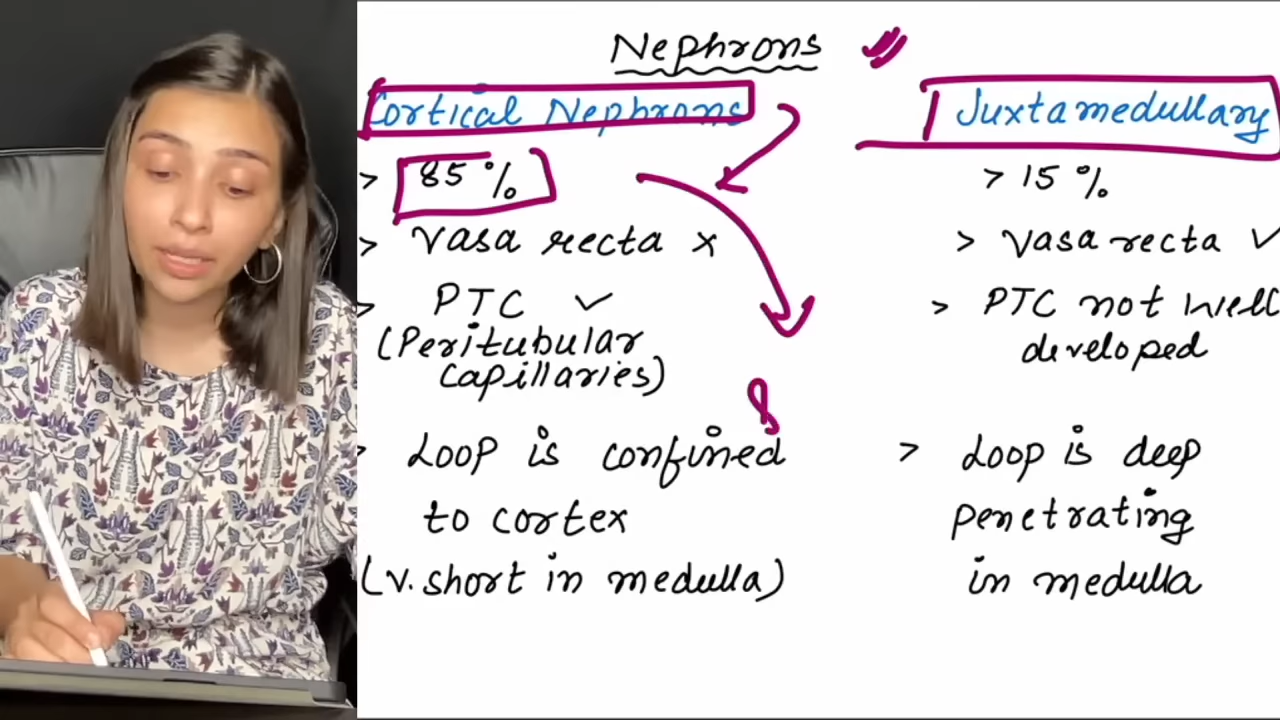 Nephrons
Cortical Nephrons
> 85 %
> Vasa recta x
> PTC ✓
(Peritubular
Capillaries)
> Loop is confined
to cortex
(v. short in medulla)
Juxtamedullary
> 15 %
> Vasa recta ✓
> PTC not well
developed
> Loop is deep
penetrating
in medulla